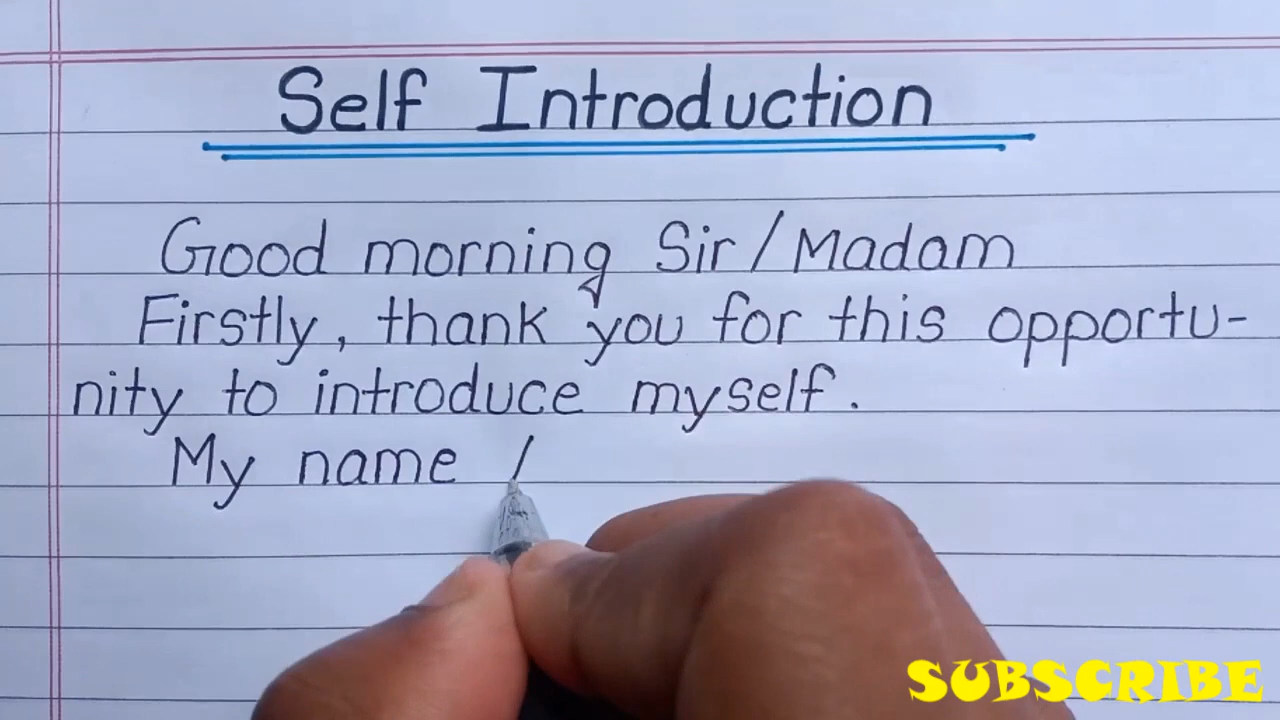 Self Introduction
Good morning Sir/Madam
Firstly, thank you for this opportu-
nity to introduce myself.
My name
SUBSCRIBE